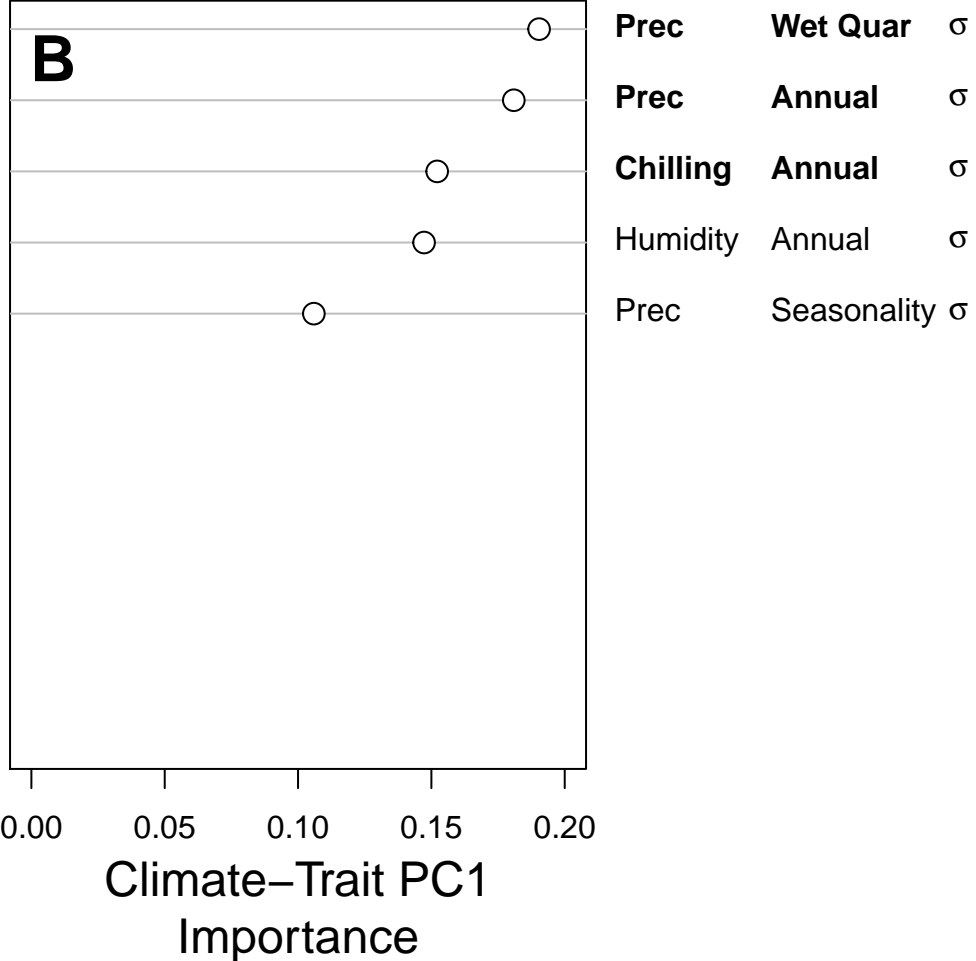 Prec Wet Quar σ
B
Prec Annual σ
Chilling Annual σ
Humidity Annual σ
Prec Seasonality σ
0.00 0.05 0.10 0.15 0.20
Climate−Trait PC1
Importance